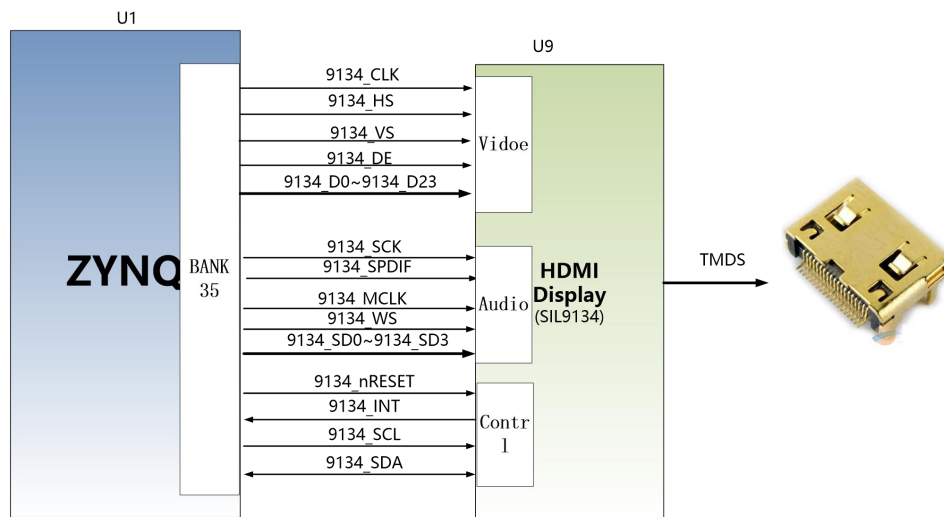 U1
U9
9134_CLK
9134_HS
9134_VS
9134_DE
9134_D0~9134_D23
Vidoe
ZYNQ
BANK
35
9134_SCK
9134_SPDIF
9134_MCLK
9134_WS
9134_SD0~9134_SD3
Audio
HDMI
Display
(SIL9134)
TMDS
9134_nRESET
9134_INT
9134_SCL
9134_SDA
Contr
l